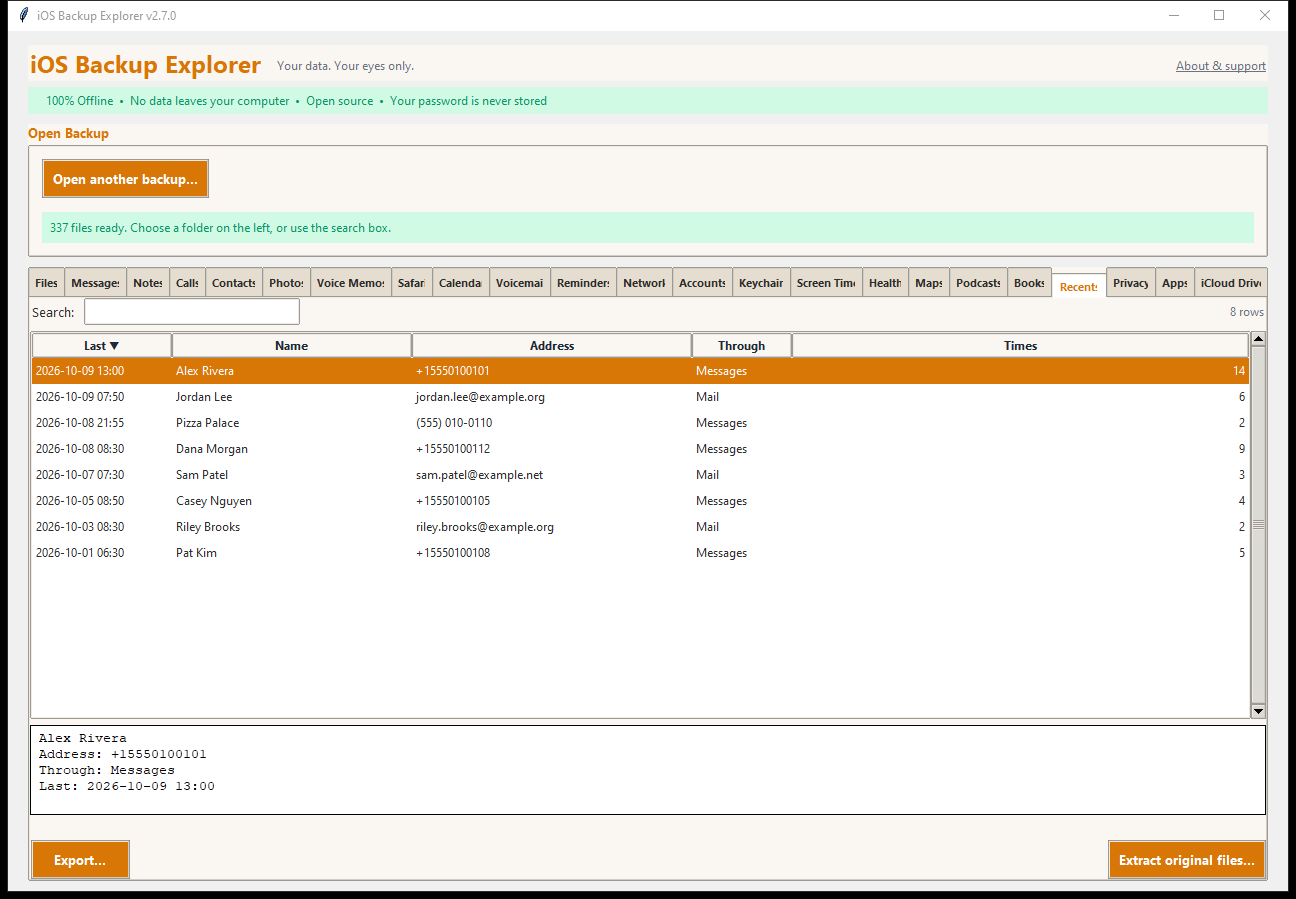 iOS Backup Explorer v2.7.0
iOS Backup Explorer Your data. Your eyes only. About & support
100% Offline • No data leaves your computer • Open source • Your password is never stored
Open Backup
Open another backup...
337 files ready. Choose a folder on the left, or use the search box.
Files Messages Notes Calls Contacts Photos Voice Memos Safari Calenda Voicemai Reminders Network Accounts Keychain Screen Time Health Maps Podcasts Books Recents Privacy Apps iCloud Drive
Search: 8 rows
Last ▼ Name Address Through Times
2026-10-09 13:00 Alex Rivera +15550100101 Messages 14
2026-10-09 07:50 Jordan Lee jordan.lee@example.org Mail 6
2026-10-08 21:55 Pizza Palace (555) 010-0110 Messages 2
2026-10-08 08:30 Dana Morgan +15550100112 Messages 9
2026-10-07 07:30 Sam Patel sam.patel@example.net Mail 3
2026-10-05 08:50 Casey Nguyen +15550100105 Messages 4
2026-10-03 08:30 Riley Brooks riley.brooks@example.org Mail 2
2026-10-01 06:30 Pat Kim +15550100108 Messages 5
Alex Rivera
Address: +15550100101
Through: Messages
Last: 2026-10-09 13:00
Export... Extract original files...